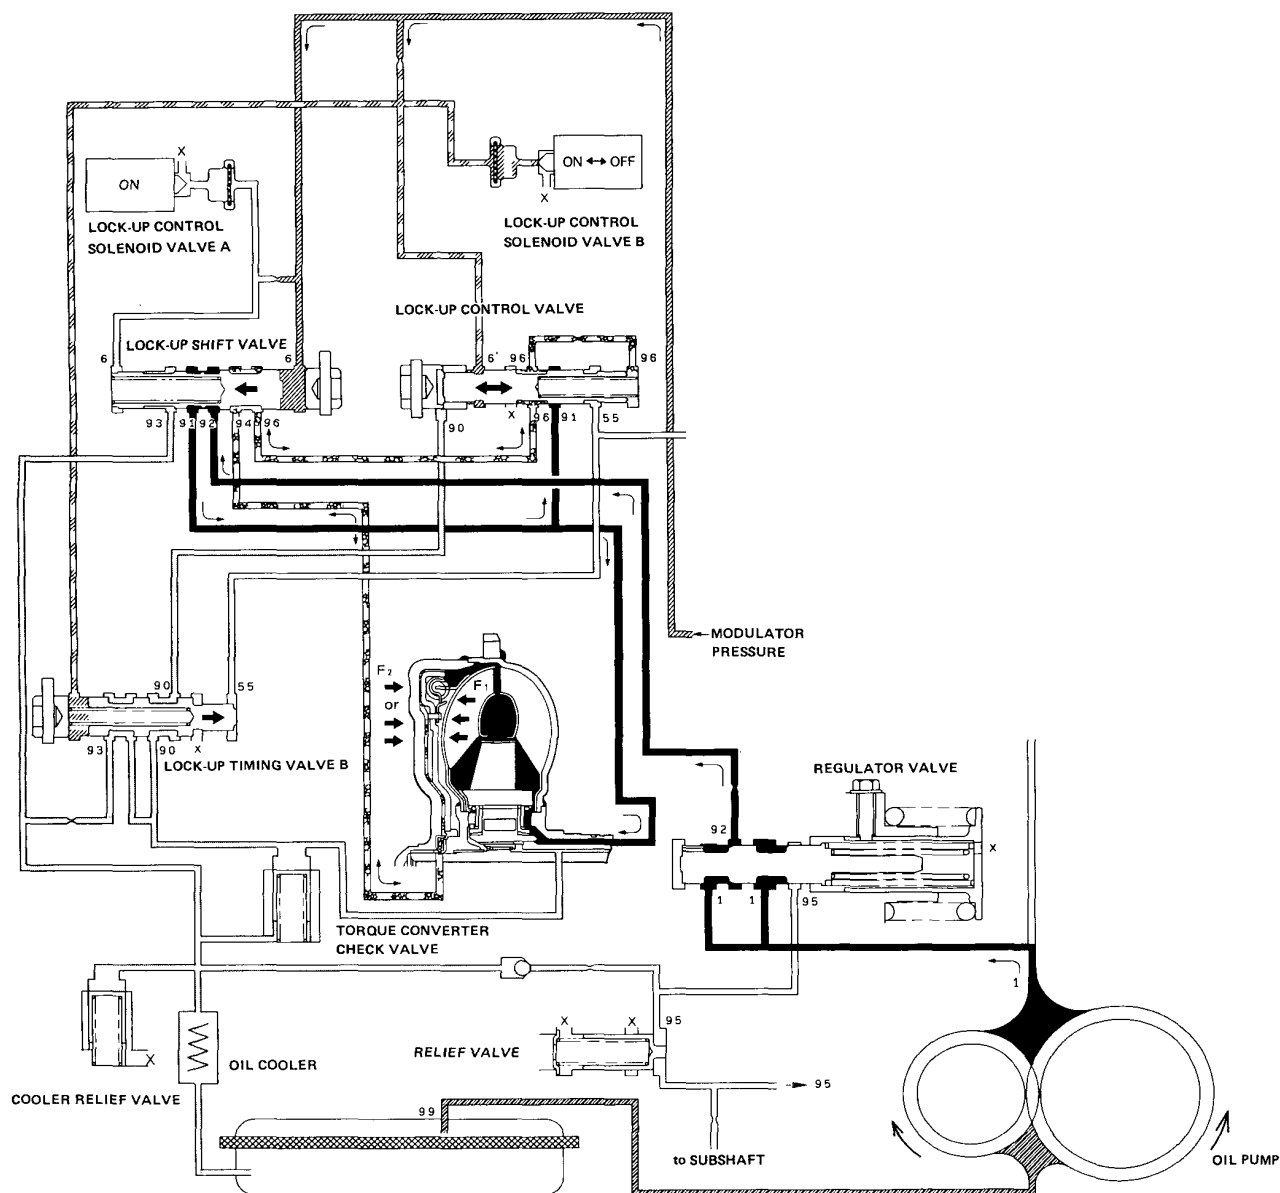 X
ON
LOCK-UP CONTROL
SOLENOID VALVE A
ON ↔ OFF
X
LOCK-UP CONTROL
SOLENOID VALVE B
LOCK-UP CONTROL VALVE
6 LOCK-UP SHIFT VALVE 6
6' 96 96
93 91 92 94 96
90 X 96 91 55
MODULATOR
PRESSURE
F2
or
F1
90 55
93 90 X
LOCK-UP TIMING VALVE B
REGULATOR VALVE
92
X
1 1 95
TORQUE CONVERTER
CHECK VALVE
1
95
X X
RELIEF VALVE
X
OIL COOLER
COOLER RELIEF VALVE
95
99
to SUBSHAFT
OIL PUMP